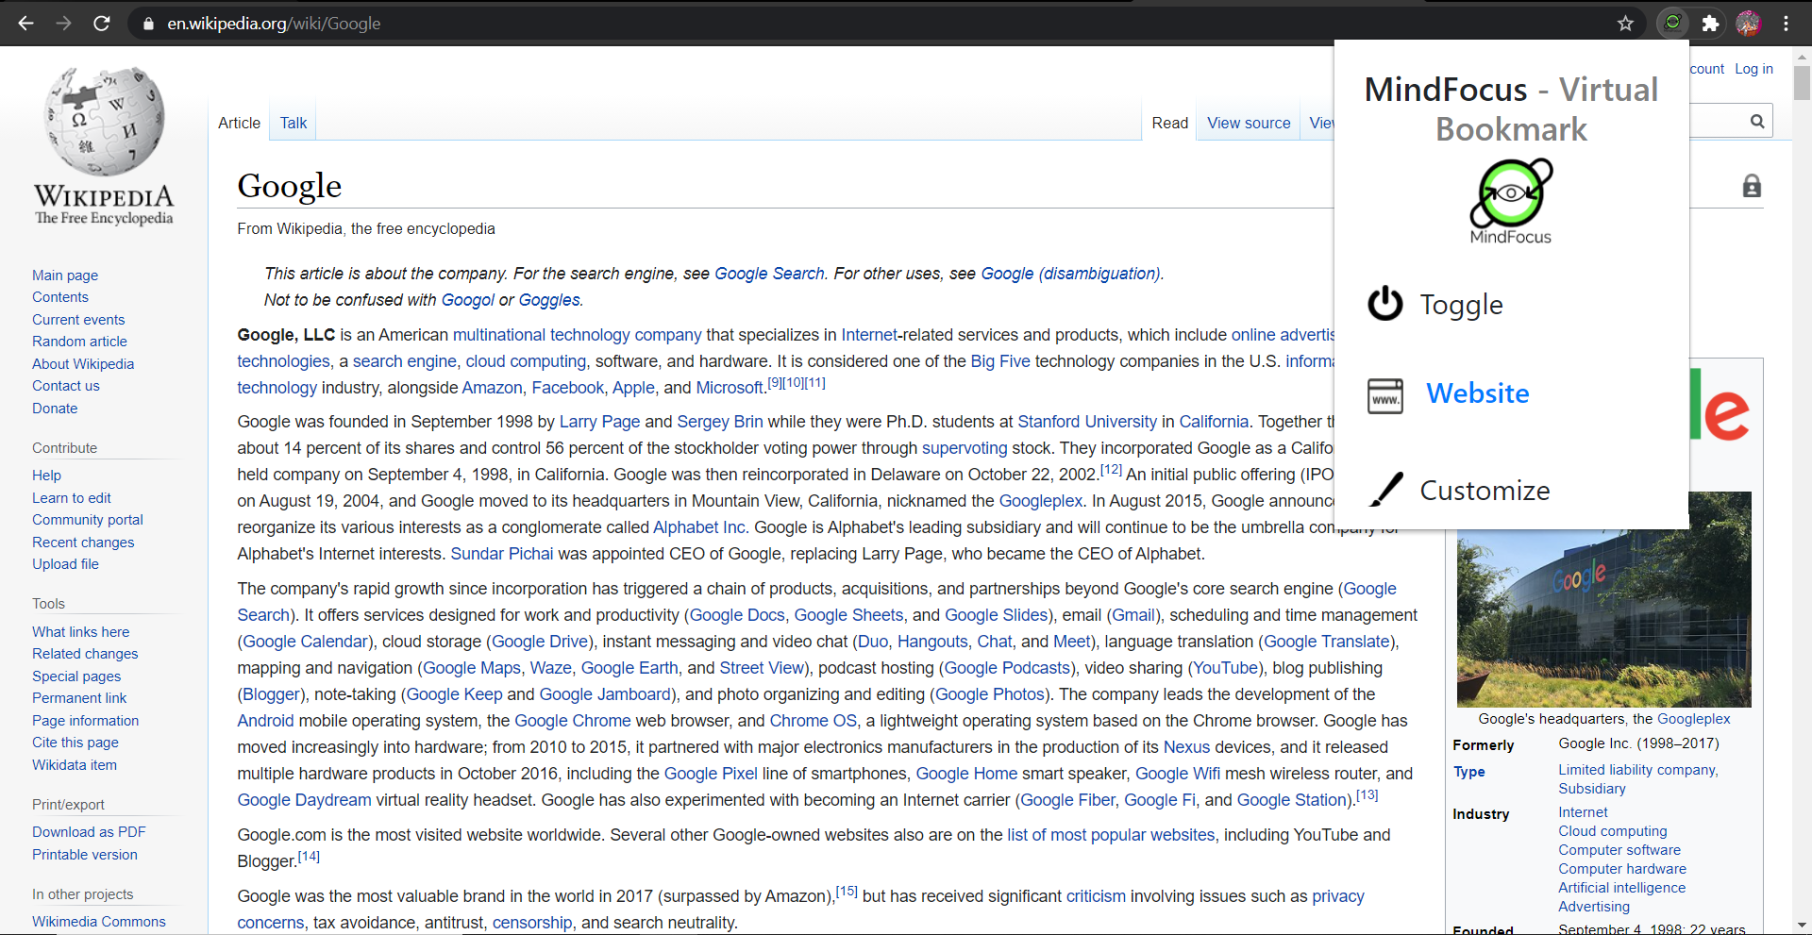 en.wikipedia.org/wiki/Google
WIKIPEDIA
The Free Encyclopedia
Main page
Contents
Current events
Random article
About Wikipedia
Contact us
Donate
Contribute
Help
Learn to edit
Community portal
Recent changes
Upload file
Tools
What links here
Related changes
Special pages
Permanent link
Page information
Cite this page
Wikidata item
Print/export
Download as PDF
Printable version
In other projects
Wikimedia Commons
Article Talk
Read View source
count Log in
Google
From Wikipedia, the free encyclopedia
This article is about the company. For the search engine, see Google Search. For other uses, see Google (disambiguation).
Not to be confused with Googol or Goggles.
Google, LLC is an American multinational technology company that specializes in Internet-related services and products, which include online advertis
technologies, a search engine, cloud computing, software, and hardware. It is considered one of the Big Five technology companies in the U.S. informa
technology industry, alongside Amazon, Facebook, Apple, and Microsoft.[9][10][11]
Google was founded in September 1998 by Larry Page and Sergey Brin while they were Ph.D. students at Stanford University in California. Together t
about 14 percent of its shares and control 56 percent of the stockholder voting power through supervoting stock. They incorporated Google as a Califo
held company on September 4, 1998, in California. Google was then reincorporated in Delaware on October 22, 2002.[12] An initial public offering (IPO
on August 19, 2004, and Google moved to its headquarters in Mountain View, California, nicknamed the Googleplex. In August 2015, Google announc
reorganize its various interests as a conglomerate called Alphabet Inc. Google is Alphabet's leading subsidiary and will continue to be the umbrella company for
Alphabet's Internet interests. Sundar Pichai was appointed CEO of Google, replacing Larry Page, who became the CEO of Alphabet.
The company's rapid growth since incorporation has triggered a chain of products, acquisitions, and partnerships beyond Google's core search engine (Google
Search). It offers services designed for work and productivity (Google Docs, Google Sheets, and Google Slides), email (Gmail), scheduling and time management
(Google Calendar), cloud storage (Google Drive), instant messaging and video chat (Duo, Hangouts, Chat, and Meet), language translation (Google Translate),
mapping and navigation (Google Maps, Waze, Google Earth, and Street View), podcast hosting (Google Podcasts), video sharing (YouTube), blog publishing
(Blogger), note-taking (Google Keep and Google Jamboard), and photo organizing and editing (Google Photos). The company leads the development of the
Android mobile operating system, the Google Chrome web browser, and Chrome OS, a lightweight operating system based on the Chrome browser. Google has
moved increasingly into hardware; from 2010 to 2015, it partnered with major electronics manufacturers in the production of its Nexus devices, and it released
multiple hardware products in October 2016, including the Google Pixel line of smartphones, Google Home smart speaker, Google Wifi mesh wireless router, and
Google Daydream virtual reality headset. Google has also experimented with becoming an Internet carrier (Google Fiber, Google Fi, and Google Station).[13]
Google.com is the most visited website worldwide. Several other Google-owned websites also are on the list of most popular websites, including YouTube and
Blogger.[14]
Google was the most valuable brand in the world in 2017 (surpassed by Amazon),[15] but has received significant criticism involving issues such as privacy
concerns, tax avoidance, antitrust, censorship, and search neutrality.
MindFocus - Virtual
Bookmark
MindFocus
Toggle
www.
Website
Customize
le
Google
Google's headquarters, the Googleplex
Formerly Google Inc. (1998–2017)
Type Limited liability company,
Subsidiary
Industry Internet
Cloud computing
Computer software
Computer hardware
Artificial intelligence
Advertising
Founded September 4, 1998; 22 years